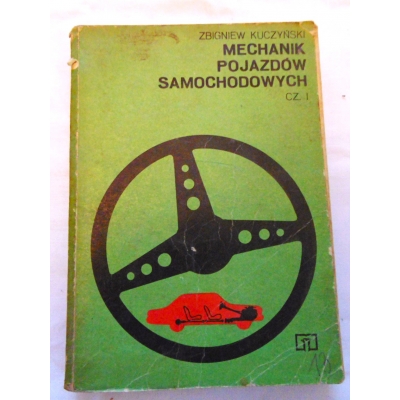 ZBIGNIEW KUCZYŃSKI
MECHANIK
POJAZDÓW
SAMOCHODOWYCH
CZ. I